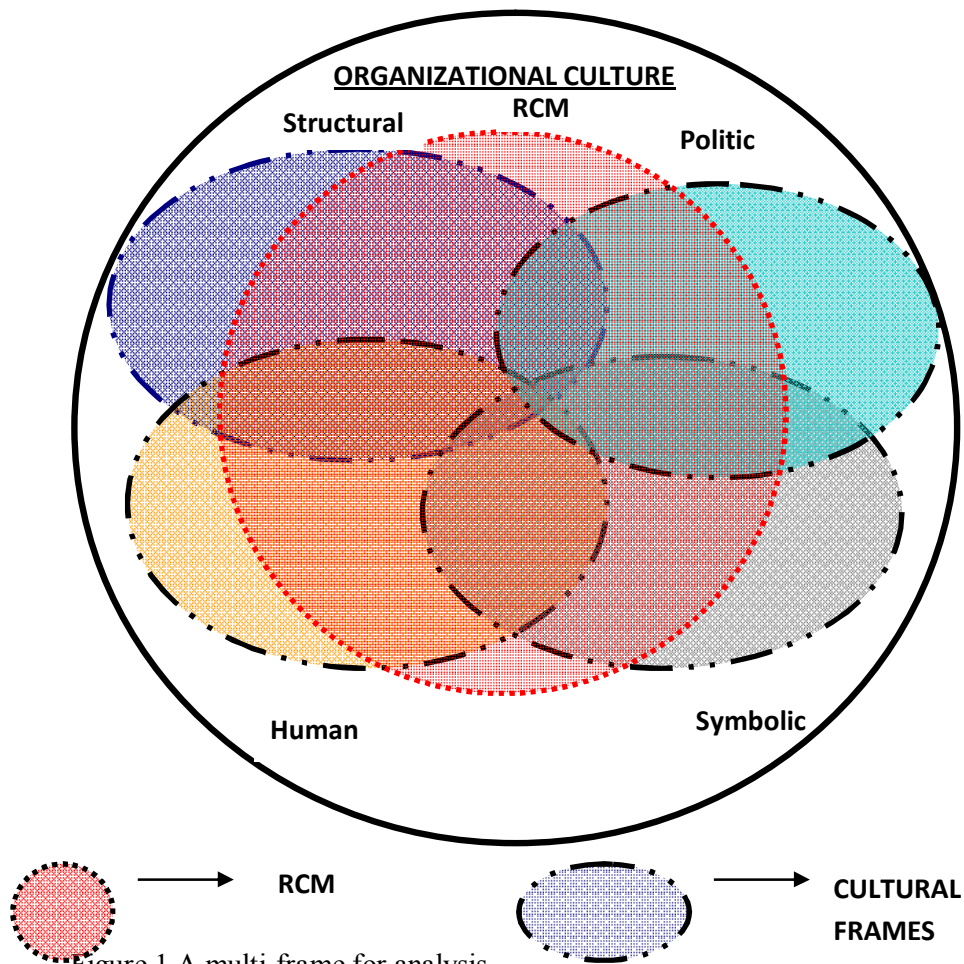 ORGANIZATIONAL CULTURE
RCM
Structural
Politic
Human
Symbolic
RCM
CULTURAL
FRAMES
Figure 1 A multi frame for analysis